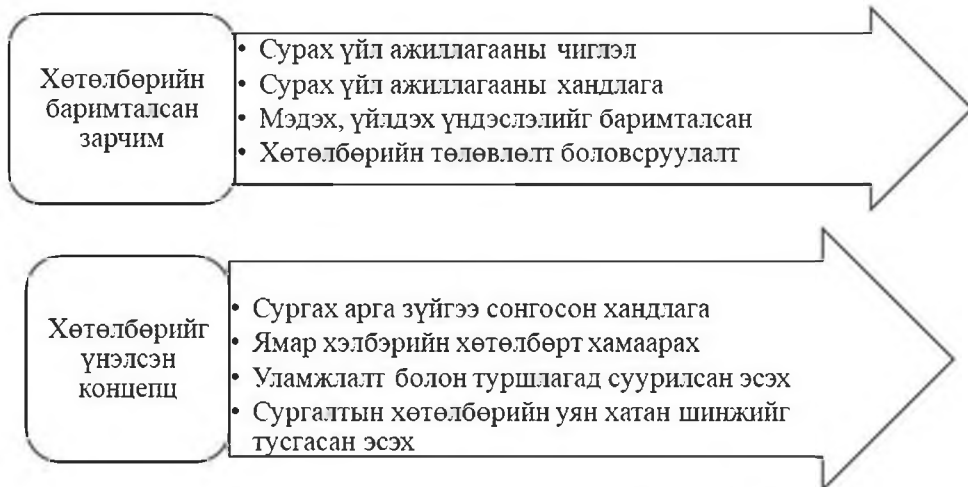 Хөтөлбөрийн
баримталсан
зарчим
• Сурах үйл ажиллагааны чиглэл
• Сурах үйл ажиллагааны хандлага
• Мэдэх, үйлдэх үндэслэлийг баримталсан
• Хөтөлбөрийн төлөвлөлт боловсруулалт
Хөтөлбөрийг
үнэлсэн
концепц
• Сургах арга зүйгээ сонгосон хандлага
• Ямар хэлбэрийн хөтөлбөрт хамаарах
• Уламжлалт болон туршлагад суурилсан эсэх
• Сургалтын хөтөлбөрийн уян хатан шинжийг
тусгасан эсэх